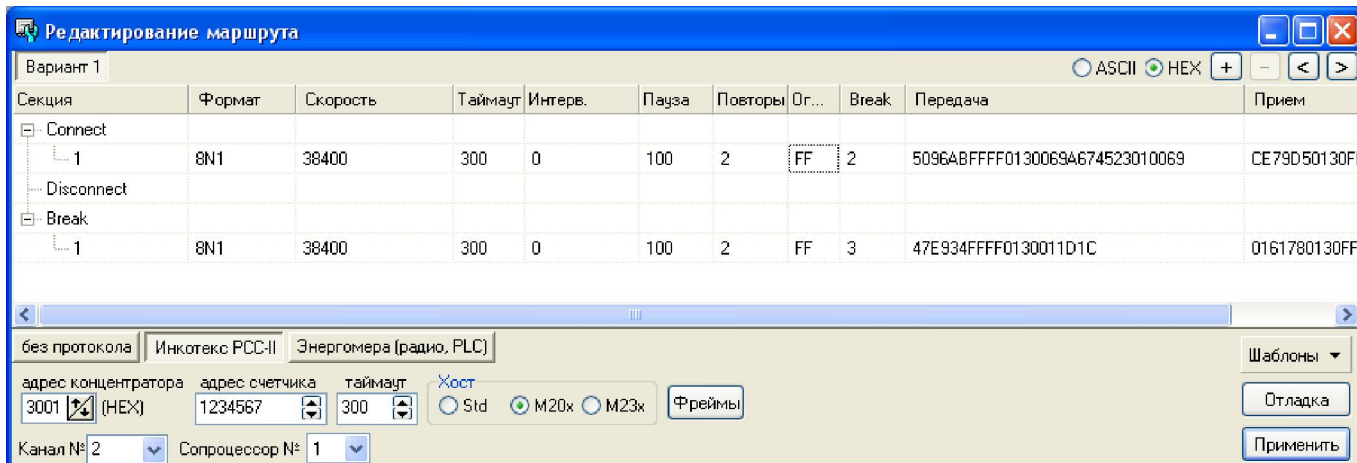 Редактирование маршрута
Вариант 1 ASCII HEX + - < >
Секция Формат Скорость Таймаут Интерв. Пауза Повторы Ог... Break Передача Прием
Connect
1 8N1 38400 300 0 100 2 FF 2 5096ABFFFF0130069A674523010069 CE79D50130F
Disconnect
Break
1 8N1 38400 300 0 100 2 FF 3 47E934FFFF0130011D1C 0161780130FF
без протокола Инкотекс РСС-II Энергомера (радио, PLC) Шаблоны
адрес концентратора адрес счетчика таймаут Хост
3001 (HEX) 1234567 300 Std M20x M23x Фреймы Отладка
Канал № 2 Сопроцессор № 1 Применить